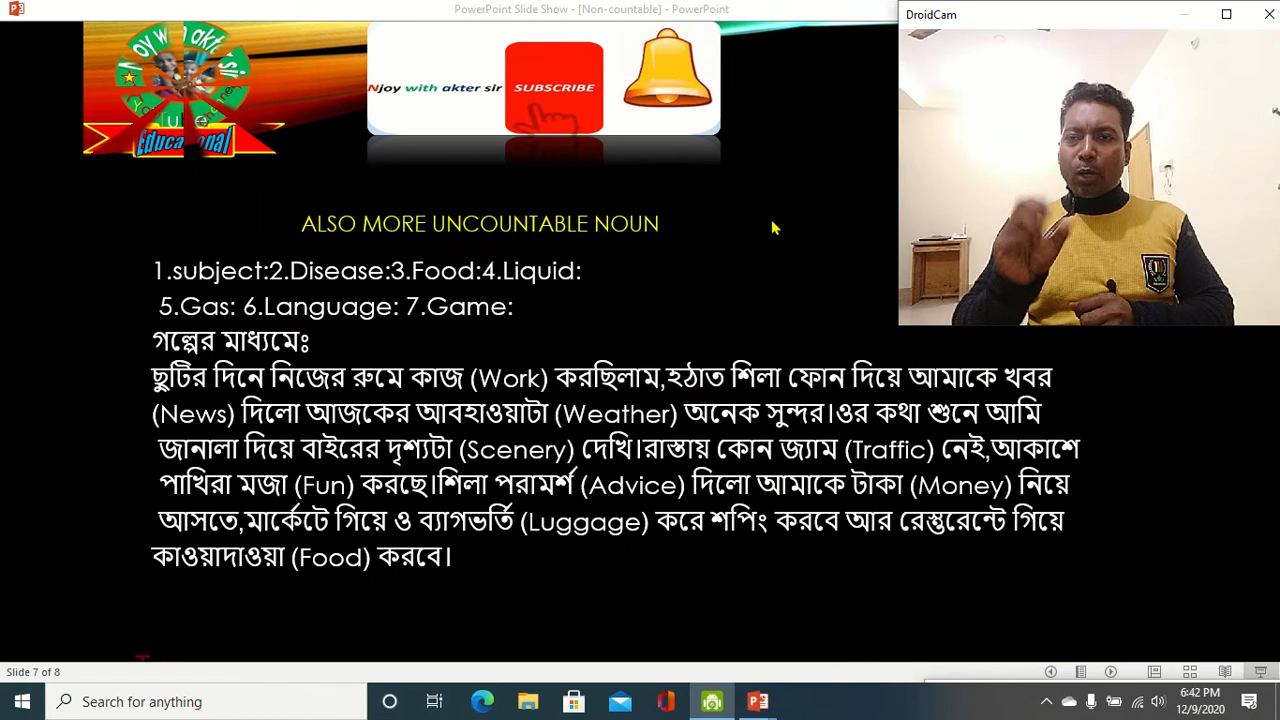 PowerPoint Slide Show - [Non-countable] - PowerPoint
DroidCam
Njoy with akter sir
SUBSCRIBE
Educational
ALSO MORE UNCOUNTABLE NOUN
1.subject:2.Disease:3.Food:4.Liquid:
5.Gas: 6.Language: 7.Game:
গল্পের মাধ্যমেঃ
ছুটির দিনে নিজের রুমে কাজ (Work) করছিলাম,হঠাত শিলা ফোন দিয়ে আমাকে খবর
(News) দিলো আজকের আবহাওয়াটা (Weather) অনেক সুন্দর।ওর কথা শুনে আমি
জানালা দিয়ে বাইরের দৃশ্যটা (Scenery) দেখি।রাস্তায় কোন জ্যাম (Traffic) নেই,আকাশে
পাখিরা মজা (Fun) করছে।শিলা পরামর্শ (Advice) দিলো আমাকে টাকা (Money) নিয়ে
আসতে,মার্কেটে গিয়ে ও ব্যাগভর্তি (Luggage) করে শপিং করবে আর রেস্তুরেন্টে গিয়ে
কাওয়াদাওয়া (Food) করবে।
Slide 7 of 8
Search for anything
6:42 PM
12/9/2020